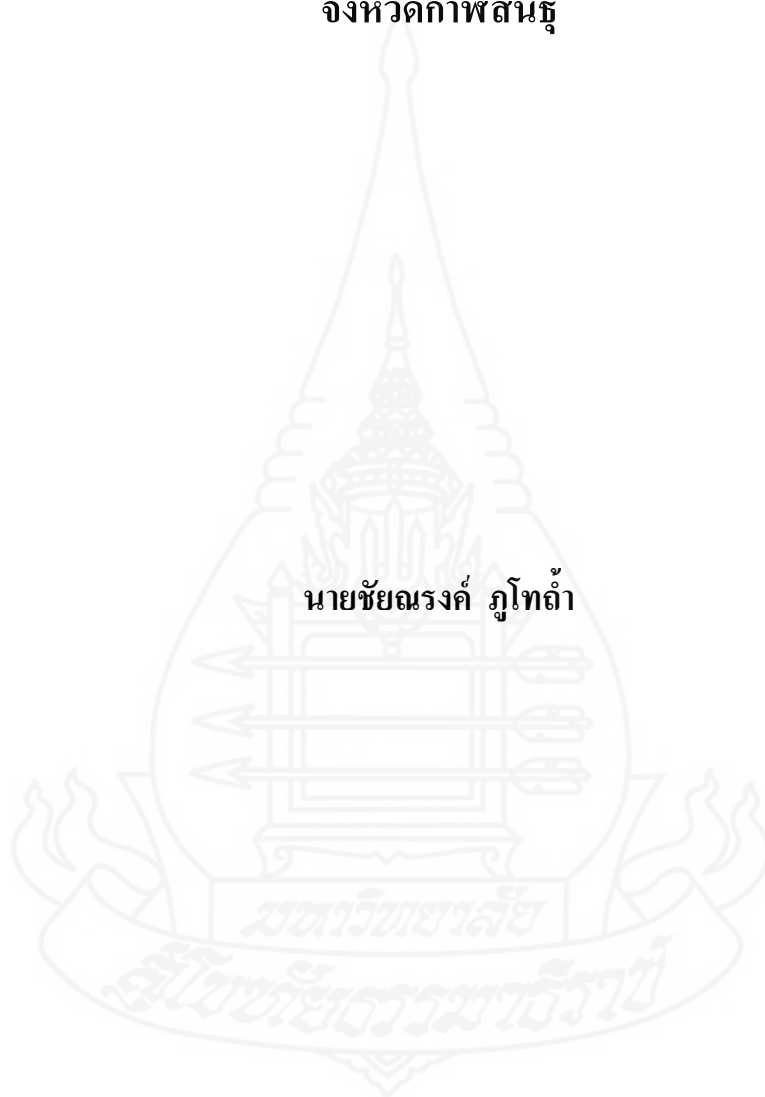 จังหวัดกาฬสินธุ์
นายชัยณรงค์ ภูโทถ้ำ
มหาวิทยาลัย
สุโขทัยธรรมาธิราช